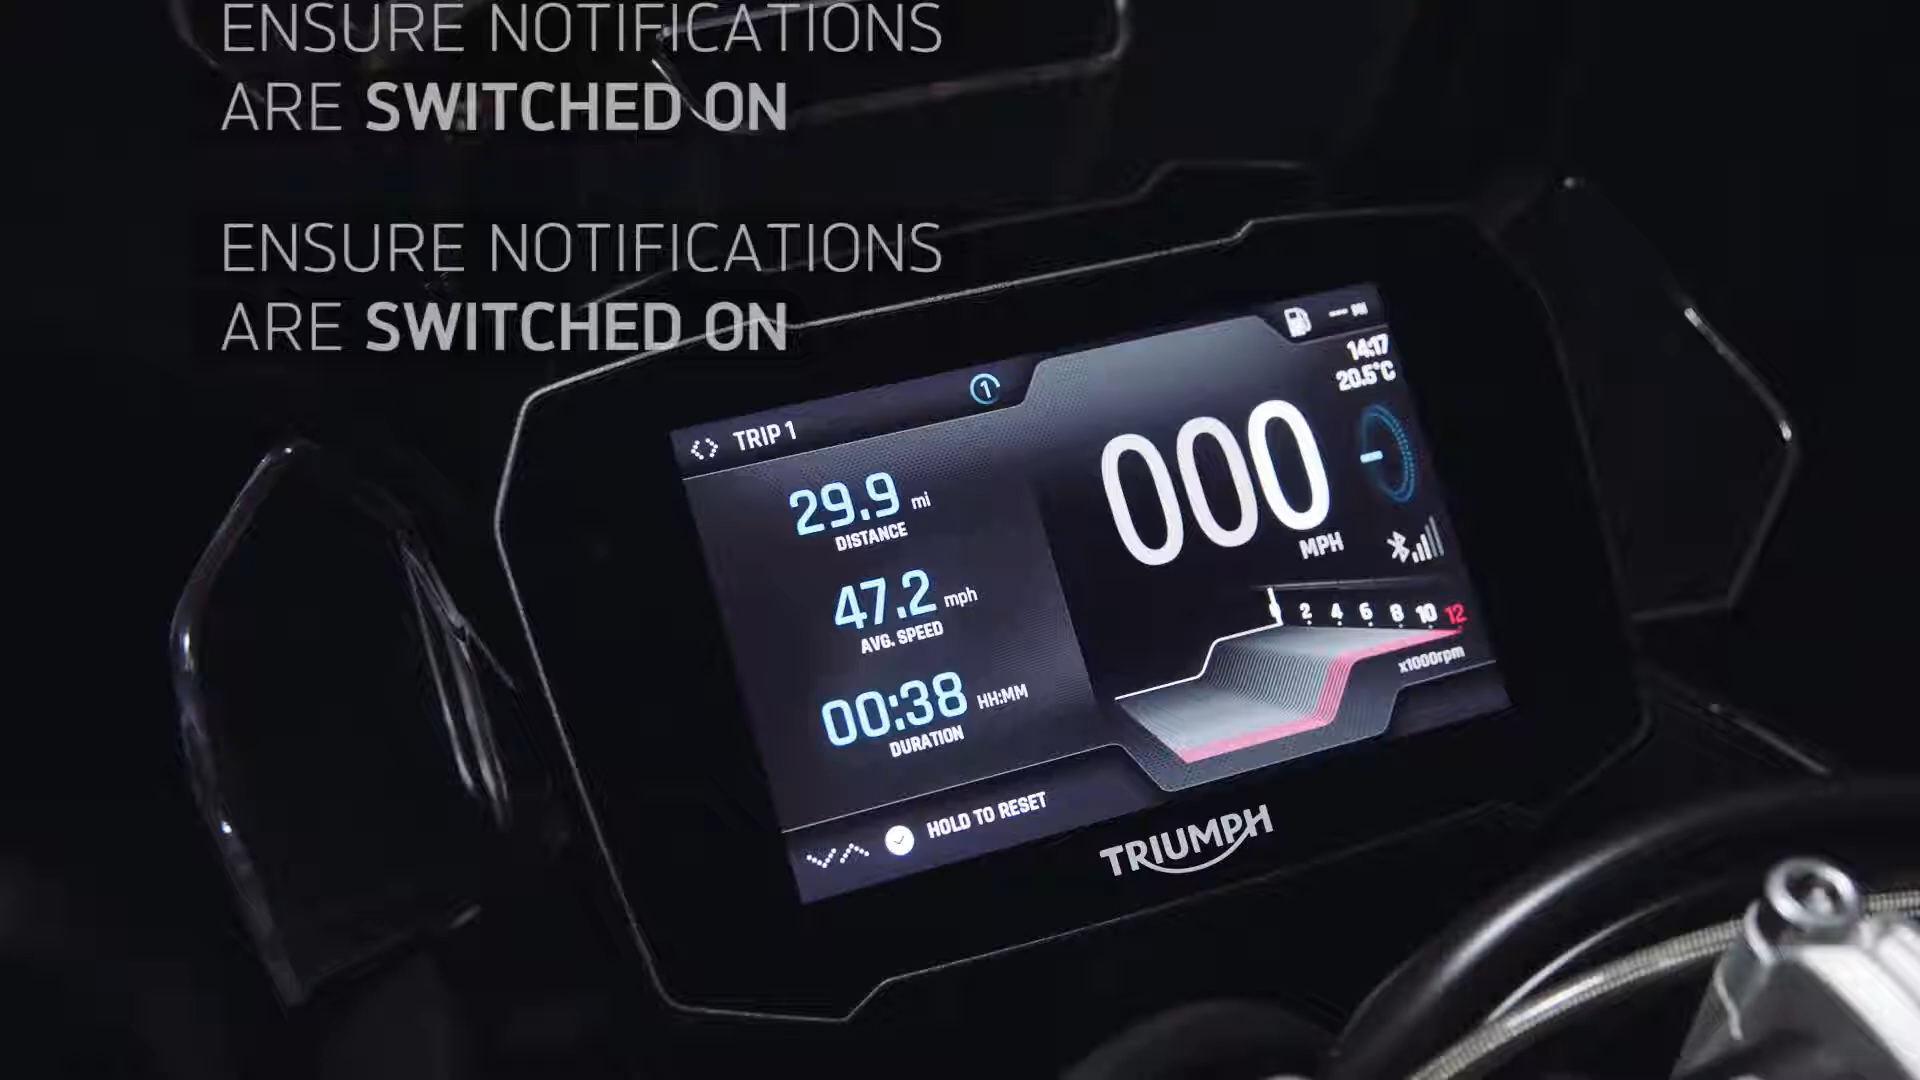 ENSURE NOTIFICATIONS
ARE SWITCHED ON
ENSURE NOTIFICATIONS
ARE SWITCHED ON
14:17
20.5°C
1
TRIP 1
000
MPH
29.9 mi
DISTANCE
47.2 mph
AVG. SPEED
00:38 HH:MM
DURATION
0 2 4 6 8 10 12
x1000rpm
HOLD TO RESET
TRIUMPH